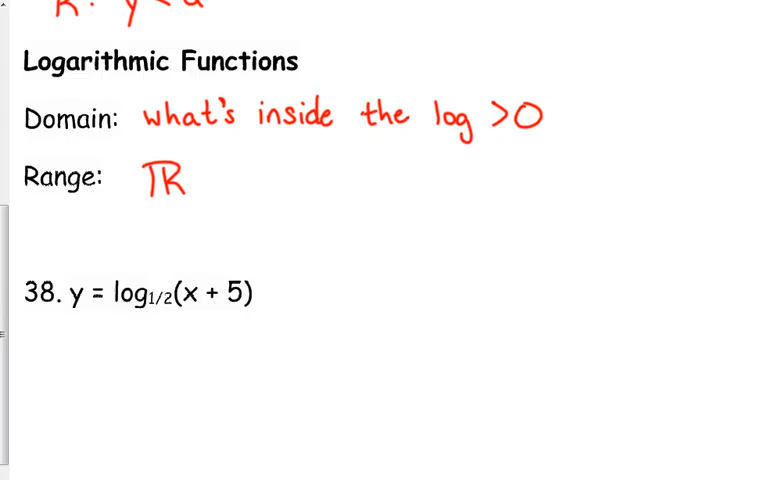 R: y < a
Logarithmic Functions
Domain: what's inside the log >0
Range: ℝ
38. y = log1/2(x + 5)